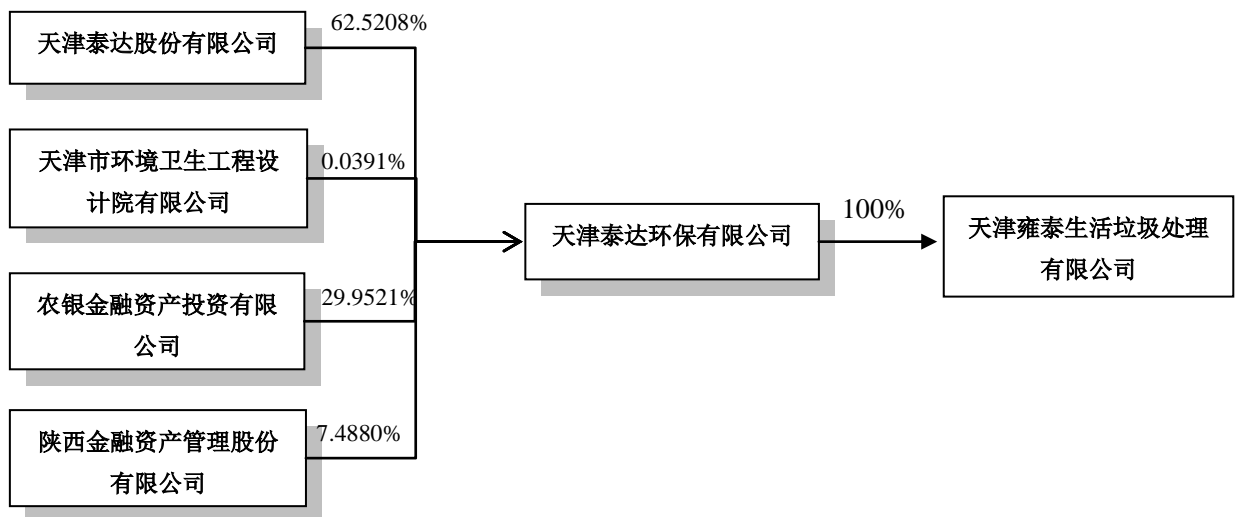 天津泰达股份有限公司
62.5208%
天津市环境卫生工程设
计院有限公司
0.0391%
农银金融资产投资有限
公司
29.9521%
陕西金融资产管理股份
有限公司
7.4880%
天津泰达环保有限公司
100%
天津雍泰生活垃圾处理
有限公司